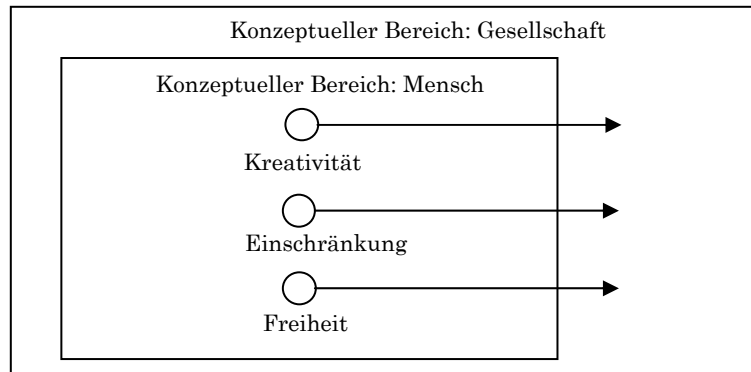 Konzeptueller Bereich: Gesellschaft
Konzeptueller Bereich: Mensch
Kreativität
Einschränkung
Freiheit